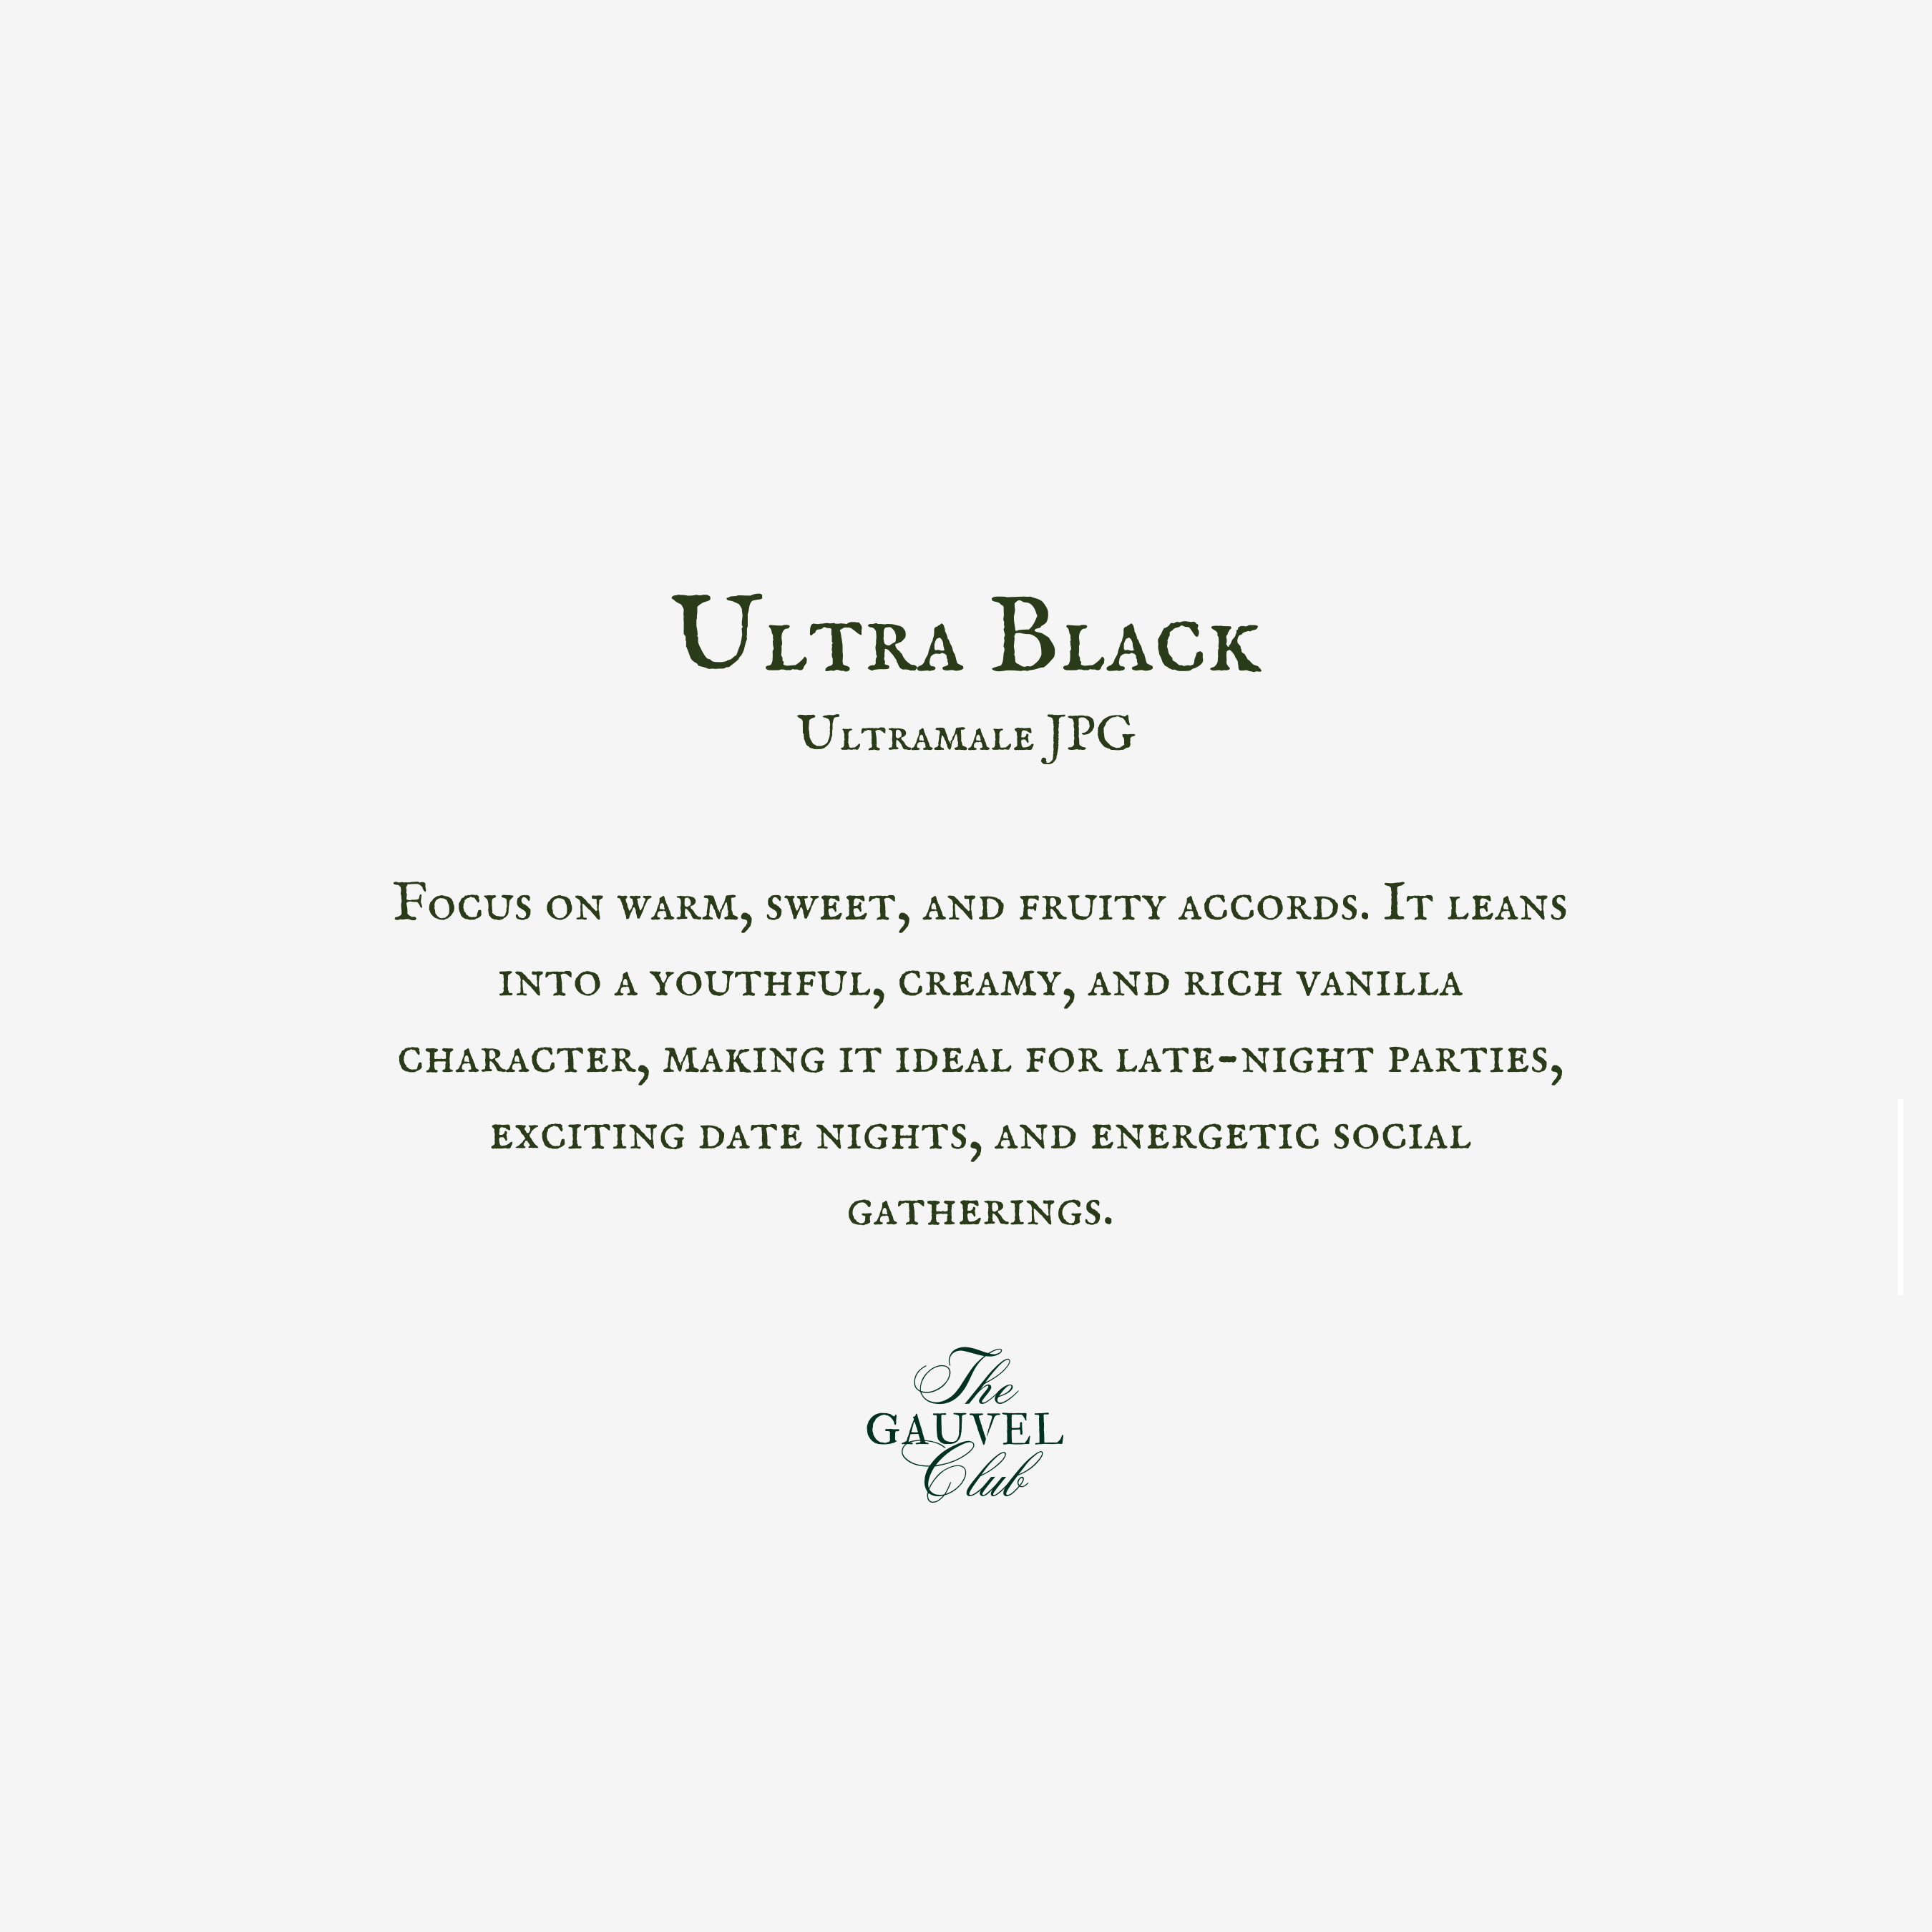 Ultra Black
Ultramale JPG
Focus on warm, sweet, and fruity accords. It leans
into a youthful, creamy, and rich vanilla
character, making it ideal for late-night parties,
exciting date nights, and energetic social
gatherings.
The
GAUVEL
Club